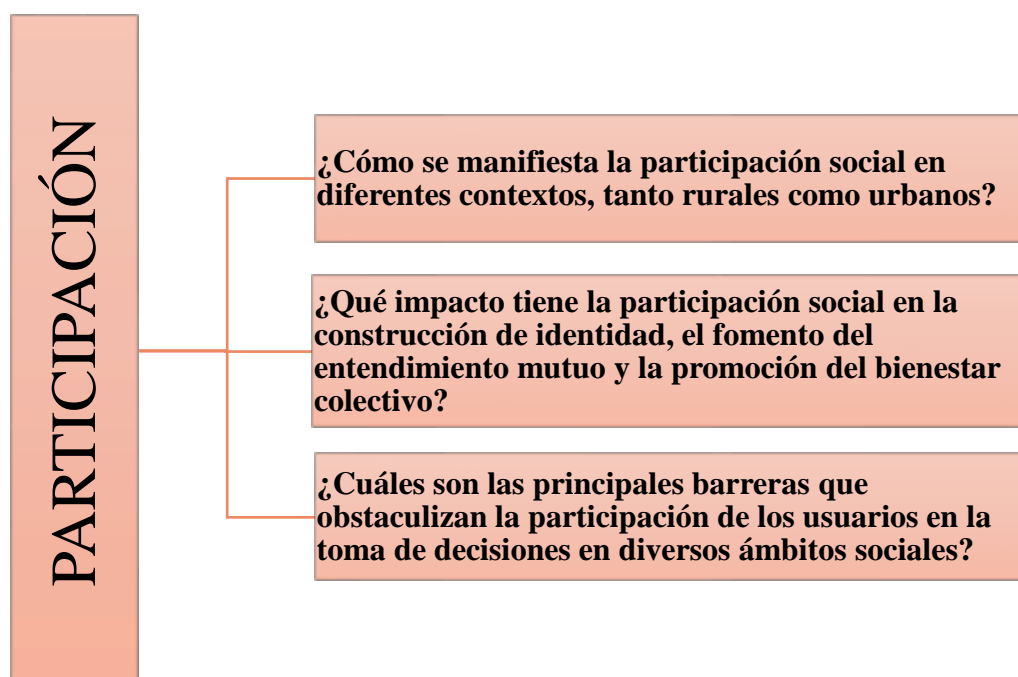 PARTICIPACIÓN
¿Cómo se manifiesta la participación social en
diferentes contextos, tanto rurales como urbanos?
¿Qué impacto tiene la participación social en la
construcción de identidad, el fomento del
entendimiento mutuo y la promoción del bienestar
colectivo?
¿Cuáles son las principales barreras que
obstaculizan la participación de los usuarios en la
toma de decisiones en diversos ámbitos sociales?